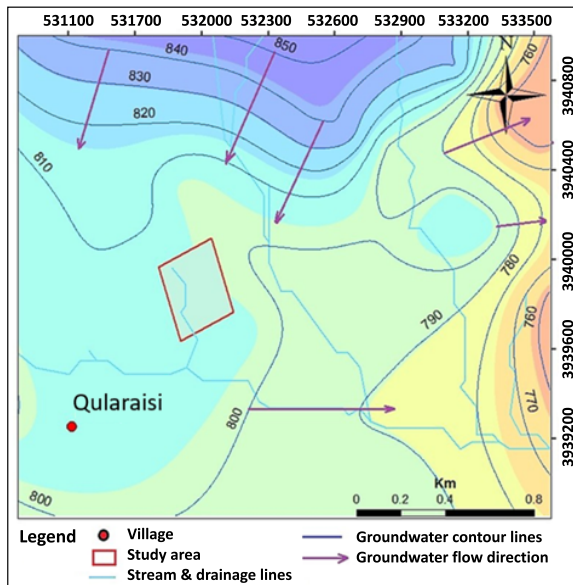 531100 531700 532000 532300 532600 532900 533200 533500
N
3940800
3940400
3940000
3939600
3939200
840
850
760
830
820
810
780
760
790
770
800
800
Qularaisi
Km
0 0.2 0.4 0.8
Legend
Village
Study area
Stream & drainage lines
Groundwater contour lines
Groundwater flow direction